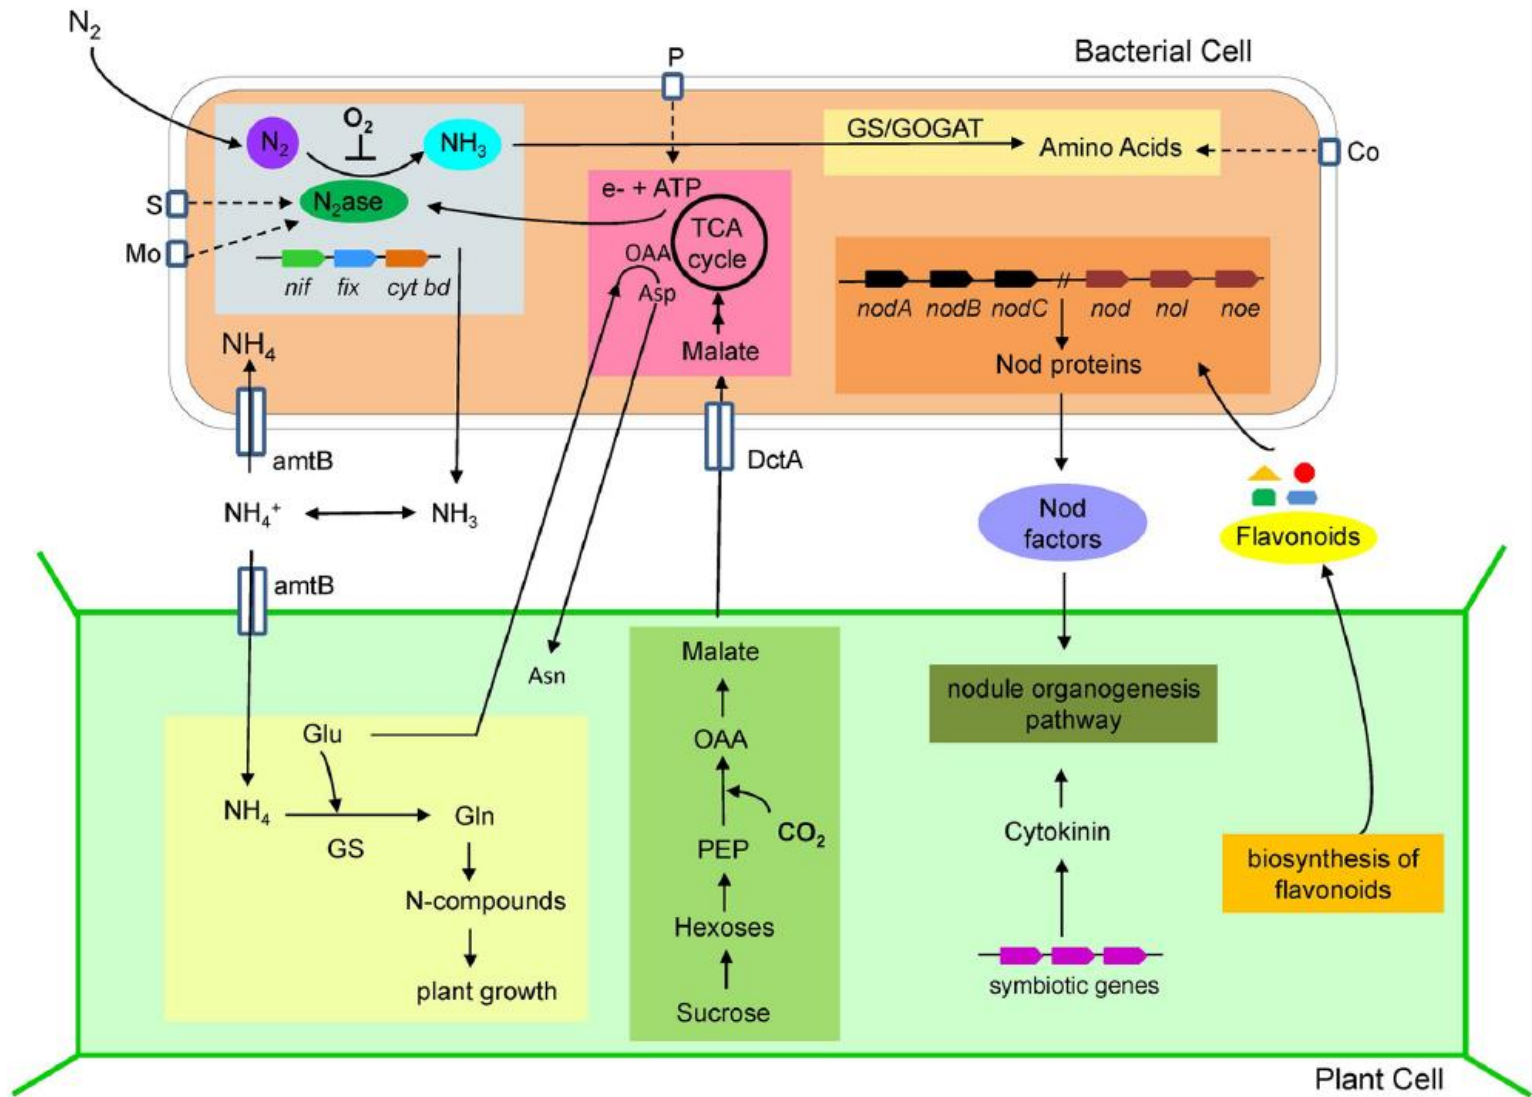 N₂
Bacterial Cell
P
O₂
N₂
NH₃
GS/GOGAT
Amino Acids
Co
S
N₂ase
Mo
nif fix cyt bd
e- + ATP
TCA
cycle
OAA
Asp
Malate
nodA nodB nodC // nod nol noe
Nod proteins
NH₄
amtB
DctA
NH₄⁺
NH₃
Nod
factors
Flavonoids
amtB
Asn
Malate
OAA
CO₂
PEP
Hexoses
Sucrose
Glu
NH₄
GS
Gln
N-compounds
plant growth
nodule organogenesis
pathway
Cytokinin
symbiotic genes
biosynthesis of
flavonoids
Plant Cell